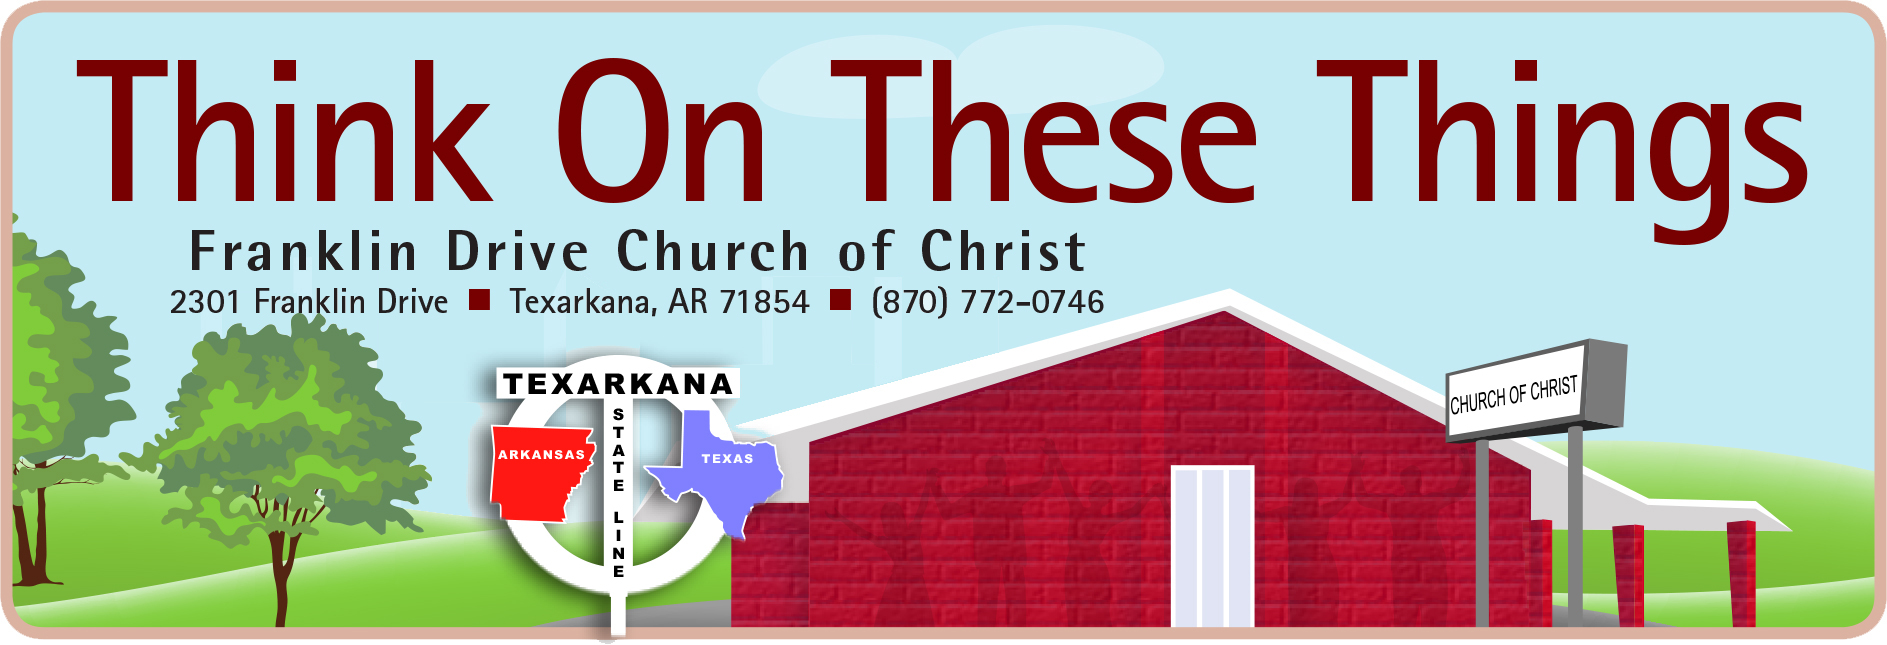 Think On These Things
Franklin Drive Church of Christ
2301 Franklin Drive ■ Texarkana, AR 71854 ■ (870) 772-0746
TEXARKANA
STATE LINE
ARKANSAS
TEXAS
CHURCH OF CHRIST